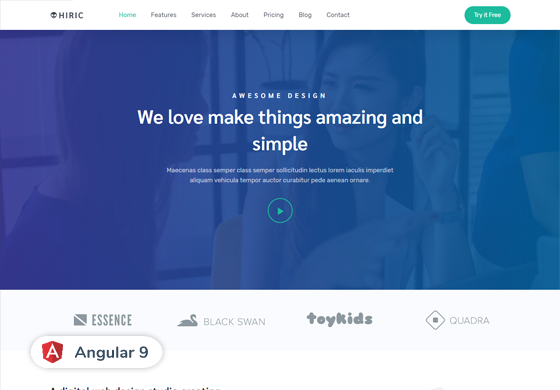 HIRIC Home Features Services About Pricing Blog Contact Try it Free
AWESOME DESIGN
We love make things amazing and
simple
Maecenas class semper class semper sollicitudin lectus lorem iaculis imperdiet
aliquam vehicula tempor auctor curabitur pede aenean ornare.
ESSENCE BLACK SWAN toykids QUADRA
A Angular 9